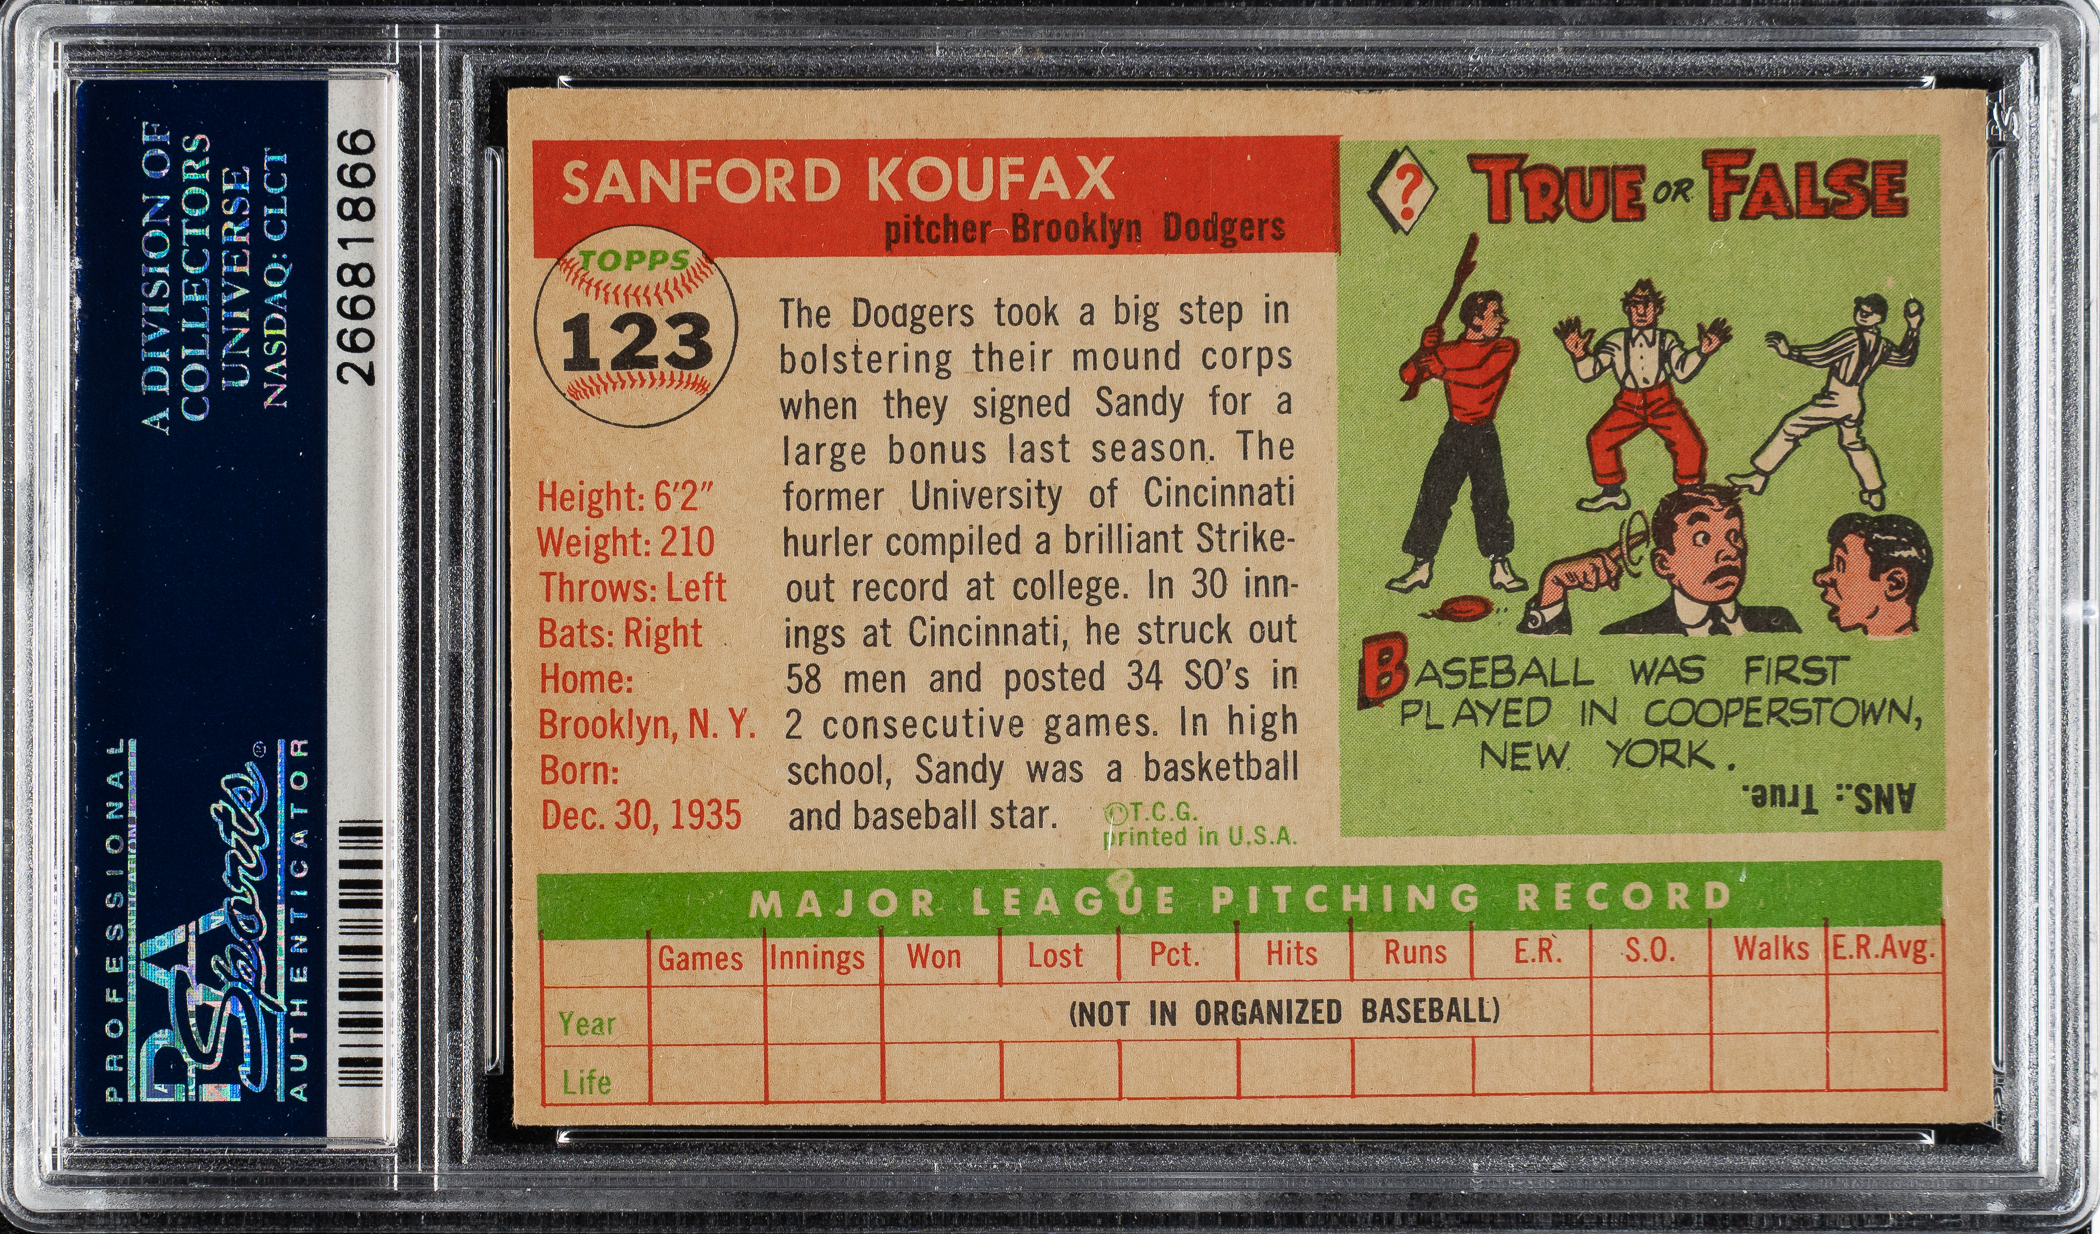 A DIVISION OF
COLLECTORS
UNIVERSE
NASDAQ: CLCT
26681866
PROFESSIONAL
PSA
Sports
AUTHENTICATOR
SANFORD KOUFAX
pitcher Brooklyn Dodgers
TOPPS
123
Height: 6'2"
Weight: 210
Throws: Left
Bats: Right
Home:
Brooklyn, N. Y.
Born:
Dec. 30, 1935
The Dodgers took a big step in
bolstering their mound corps
when they signed Sandy for a
large bonus last season. The
former University of Cincinnati
hurler compiled a brilliant Strike-
out record at college. In 30 inn-
ings at Cincinnati, he struck out
58 men and posted 34 SO's in
2 consecutive games. In high
school, Sandy was a basketball
and baseball star.
©T.C.G.
printed in U.S.A.
? TRUE OR FALSE
BASEBALL WAS FIRST
PLAYED IN COOPERSTOWN,
NEW YORK.
ANS.: True.
MAJOR LEAGUE PITCHING RECORD
Games Innings Won Lost Pct. Hits Runs E.R. S.O. Walks E.R.Avg.
Year (NOT IN ORGANIZED BASEBALL)
Life